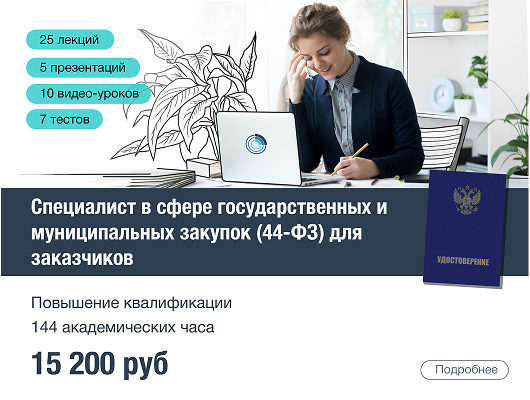 25 лекций
5 презентаций
10 видео-уроков
7 тестов
Специалист в сфере государственных и
муниципальных закупок (44-ФЗ) для
заказчиков
УДОСТОВЕРЕНИЕ
Повышение квалификации
144 академических часа
15 200 руб
Подробнее